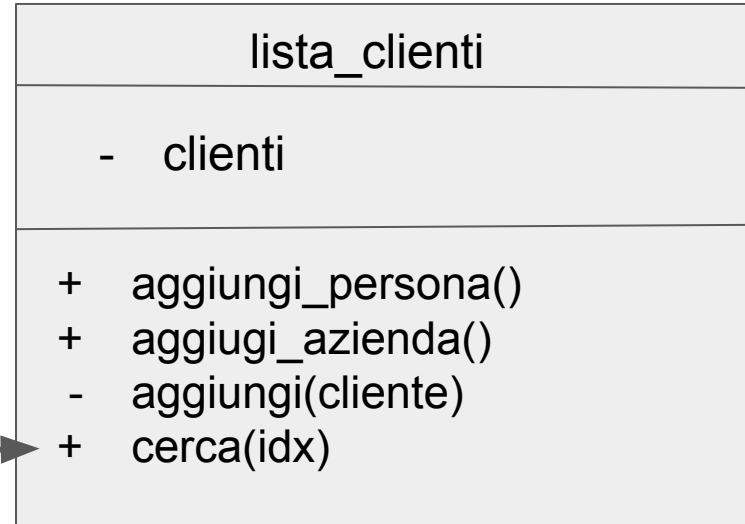 lista_clienti
- clienti
+ aggiungi_persona()
+ aggiugi_azienda()
- aggiungi(cliente)
+ cerca(idx)